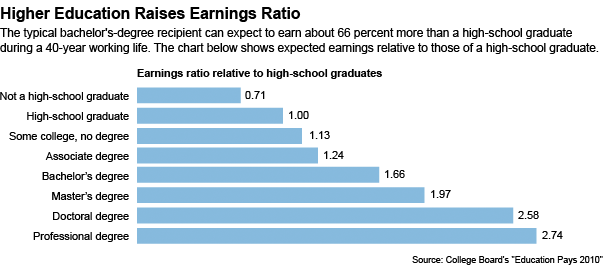 Higher Education Raises Earnings Ratio
The typical bachelor's-degree recipient can expect to earn about 66 percent more than a high-school graduate
during a 40-year working life. The chart below shows expected earnings relative to those of a high-school graduate.
Earnings ratio relative to high-school graduates
Not a high-school graduate 0.71
High-school graduate 1.00
Some college, no degree 1.13
Associate degree 1.24
Bachelor's degree 1.66
Master's degree 1.97
Doctoral degree 2.58
Professional degree 2.74
Source: College Board's "Education Pays 2010"